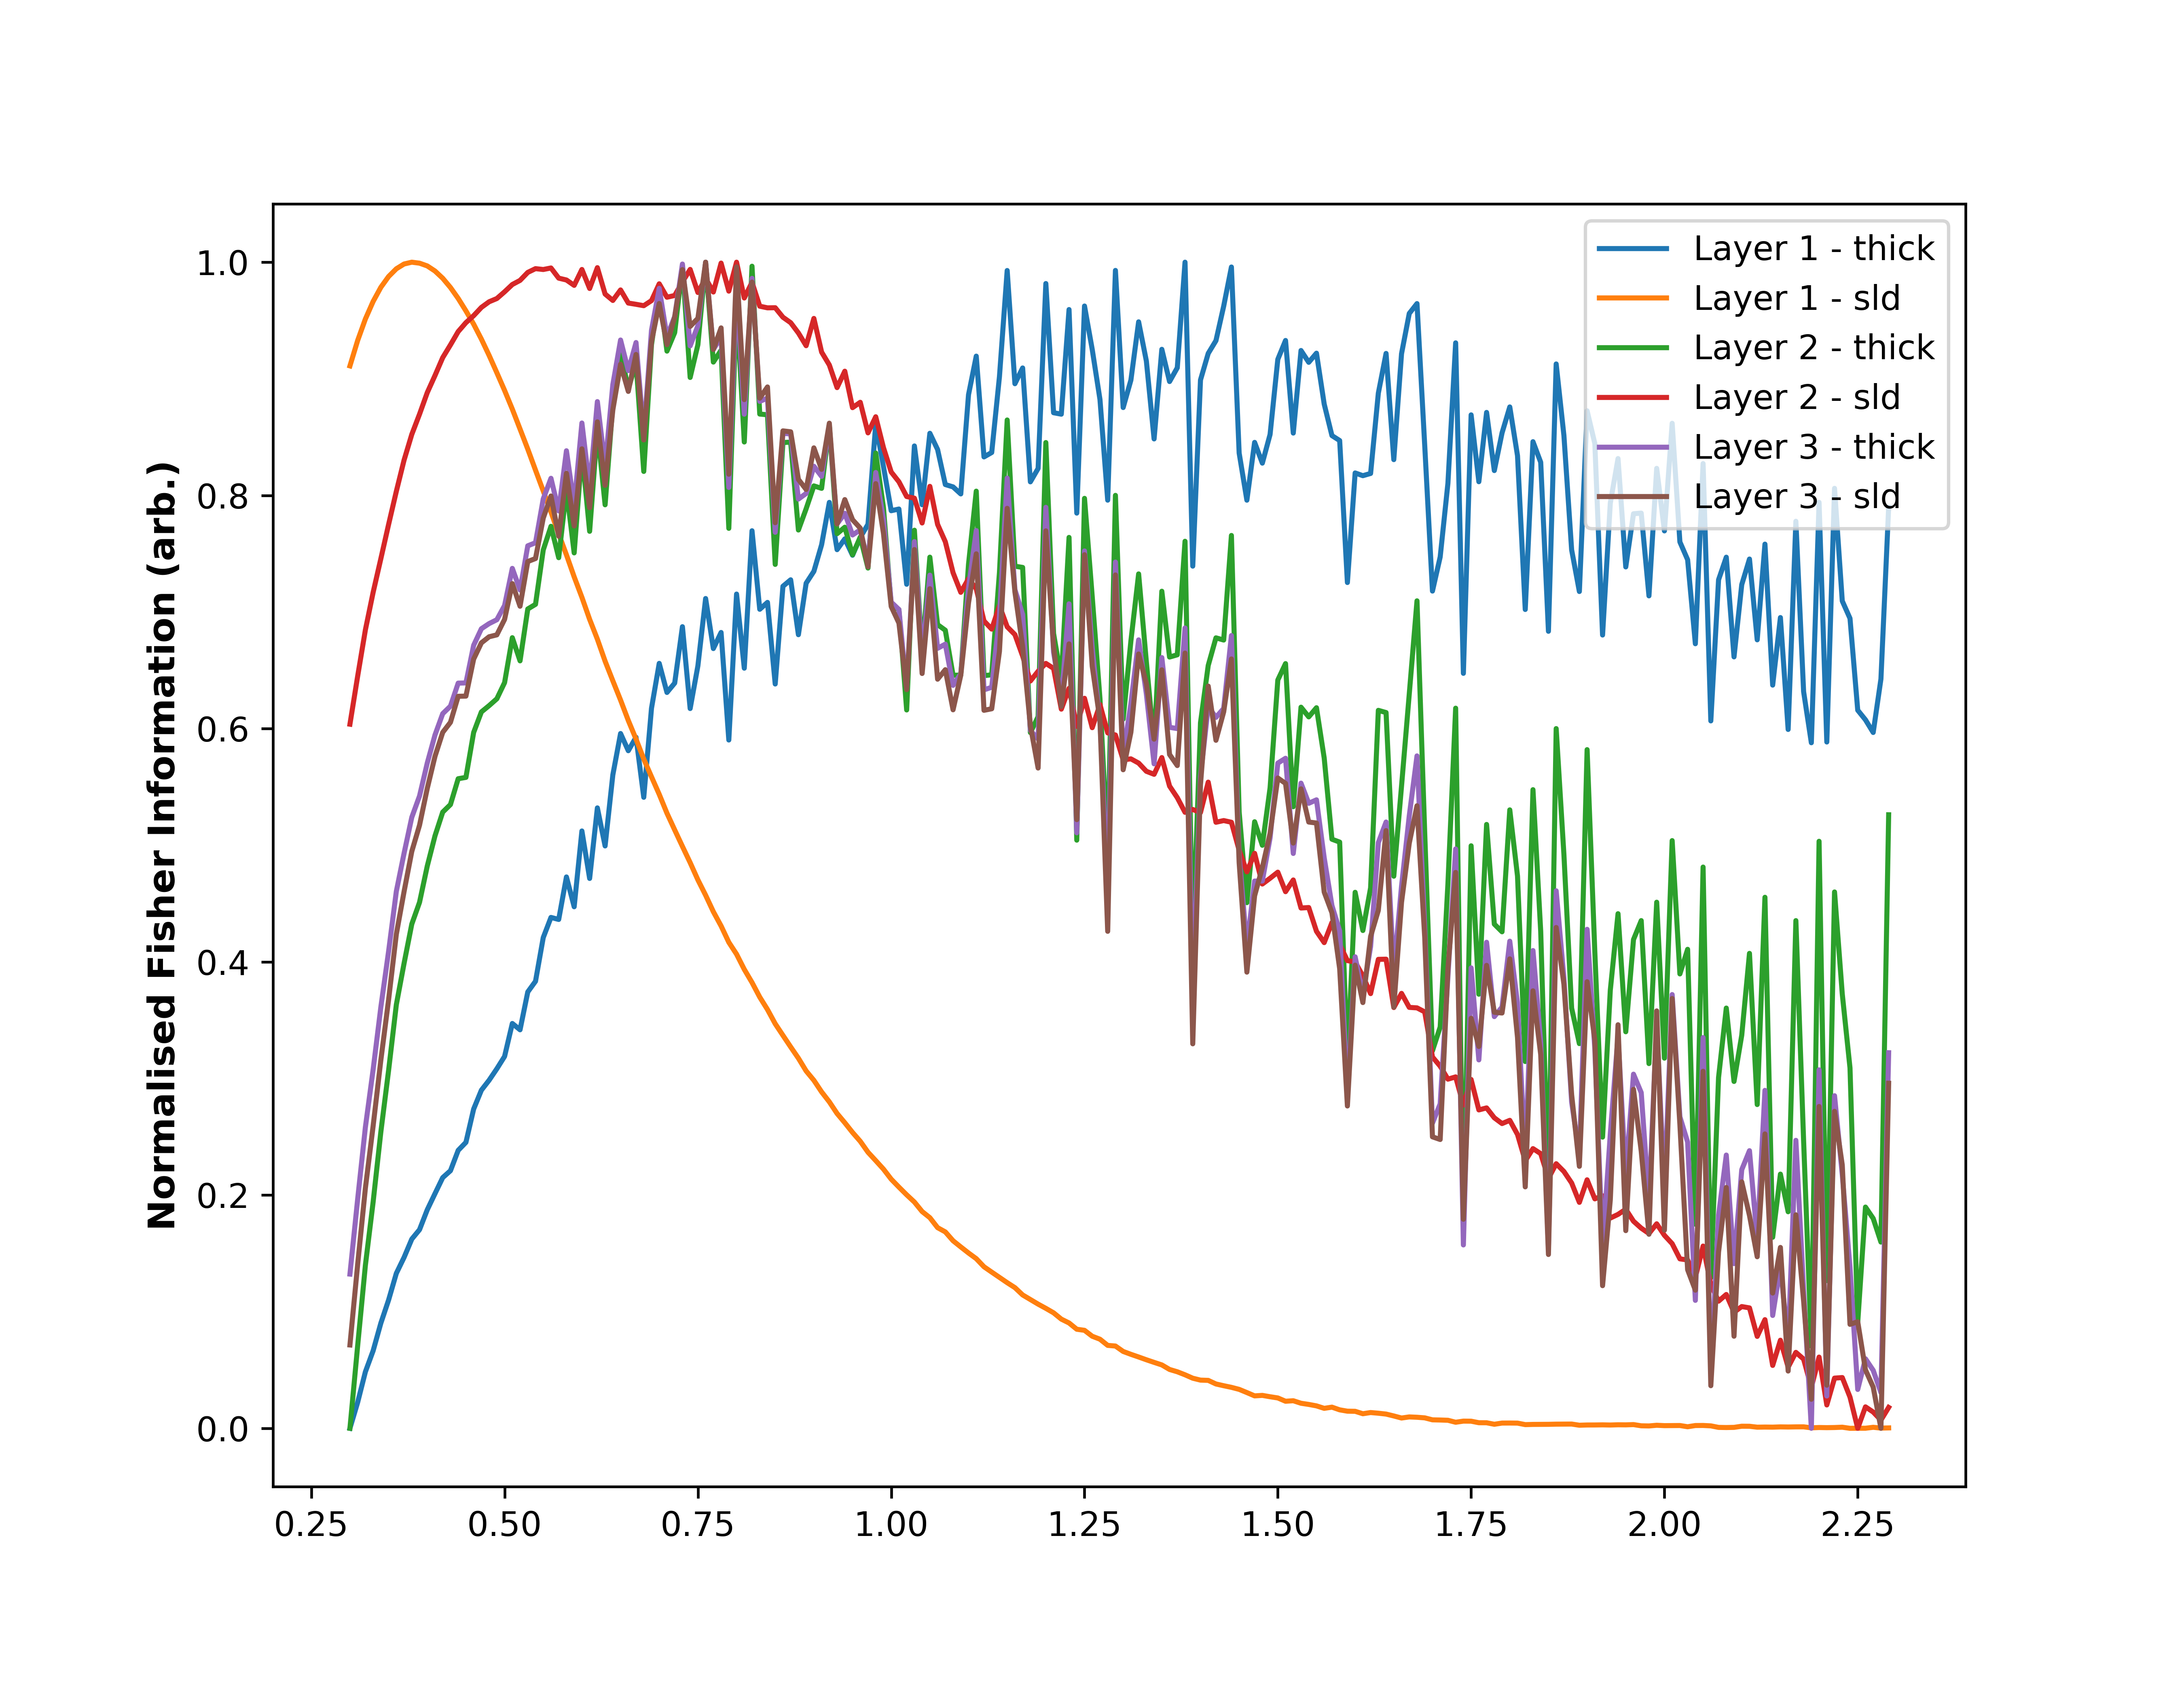 Normalised Fisher Information (arb.)
1.0
0.8
0.6
0.4
0.2
0.0
Layer 1 - thick
Layer 1 - sld
Layer 2 - thick
Layer 2 - sld
Layer 3 - thick
Layer 3 - sld
0.25 0.50 0.75 1.00 1.25 1.50 1.75 2.00 2.25